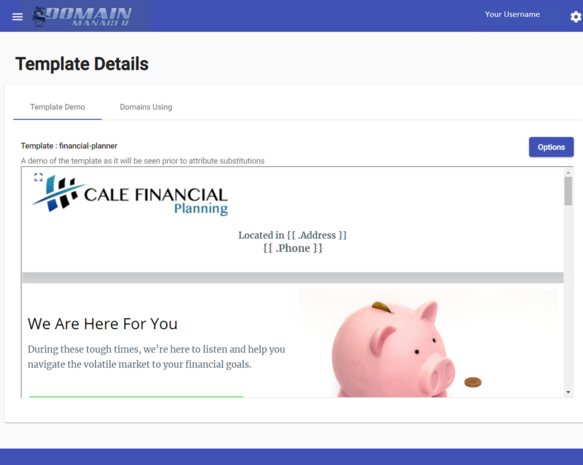 DOMAIN
MANAGER
Your Username
Template Details
Template Demo
Domains Using
Template : financial-planner
Options
A demo of the template as it will be seen prior to attribute substitutions
CALE FINANCIAL
Planning
Located in {{ .Address }}
{{ .Phone }}
We Are Here For You
During these tough times, we're here to listen and help you
navigate the volatile market to your financial goals.